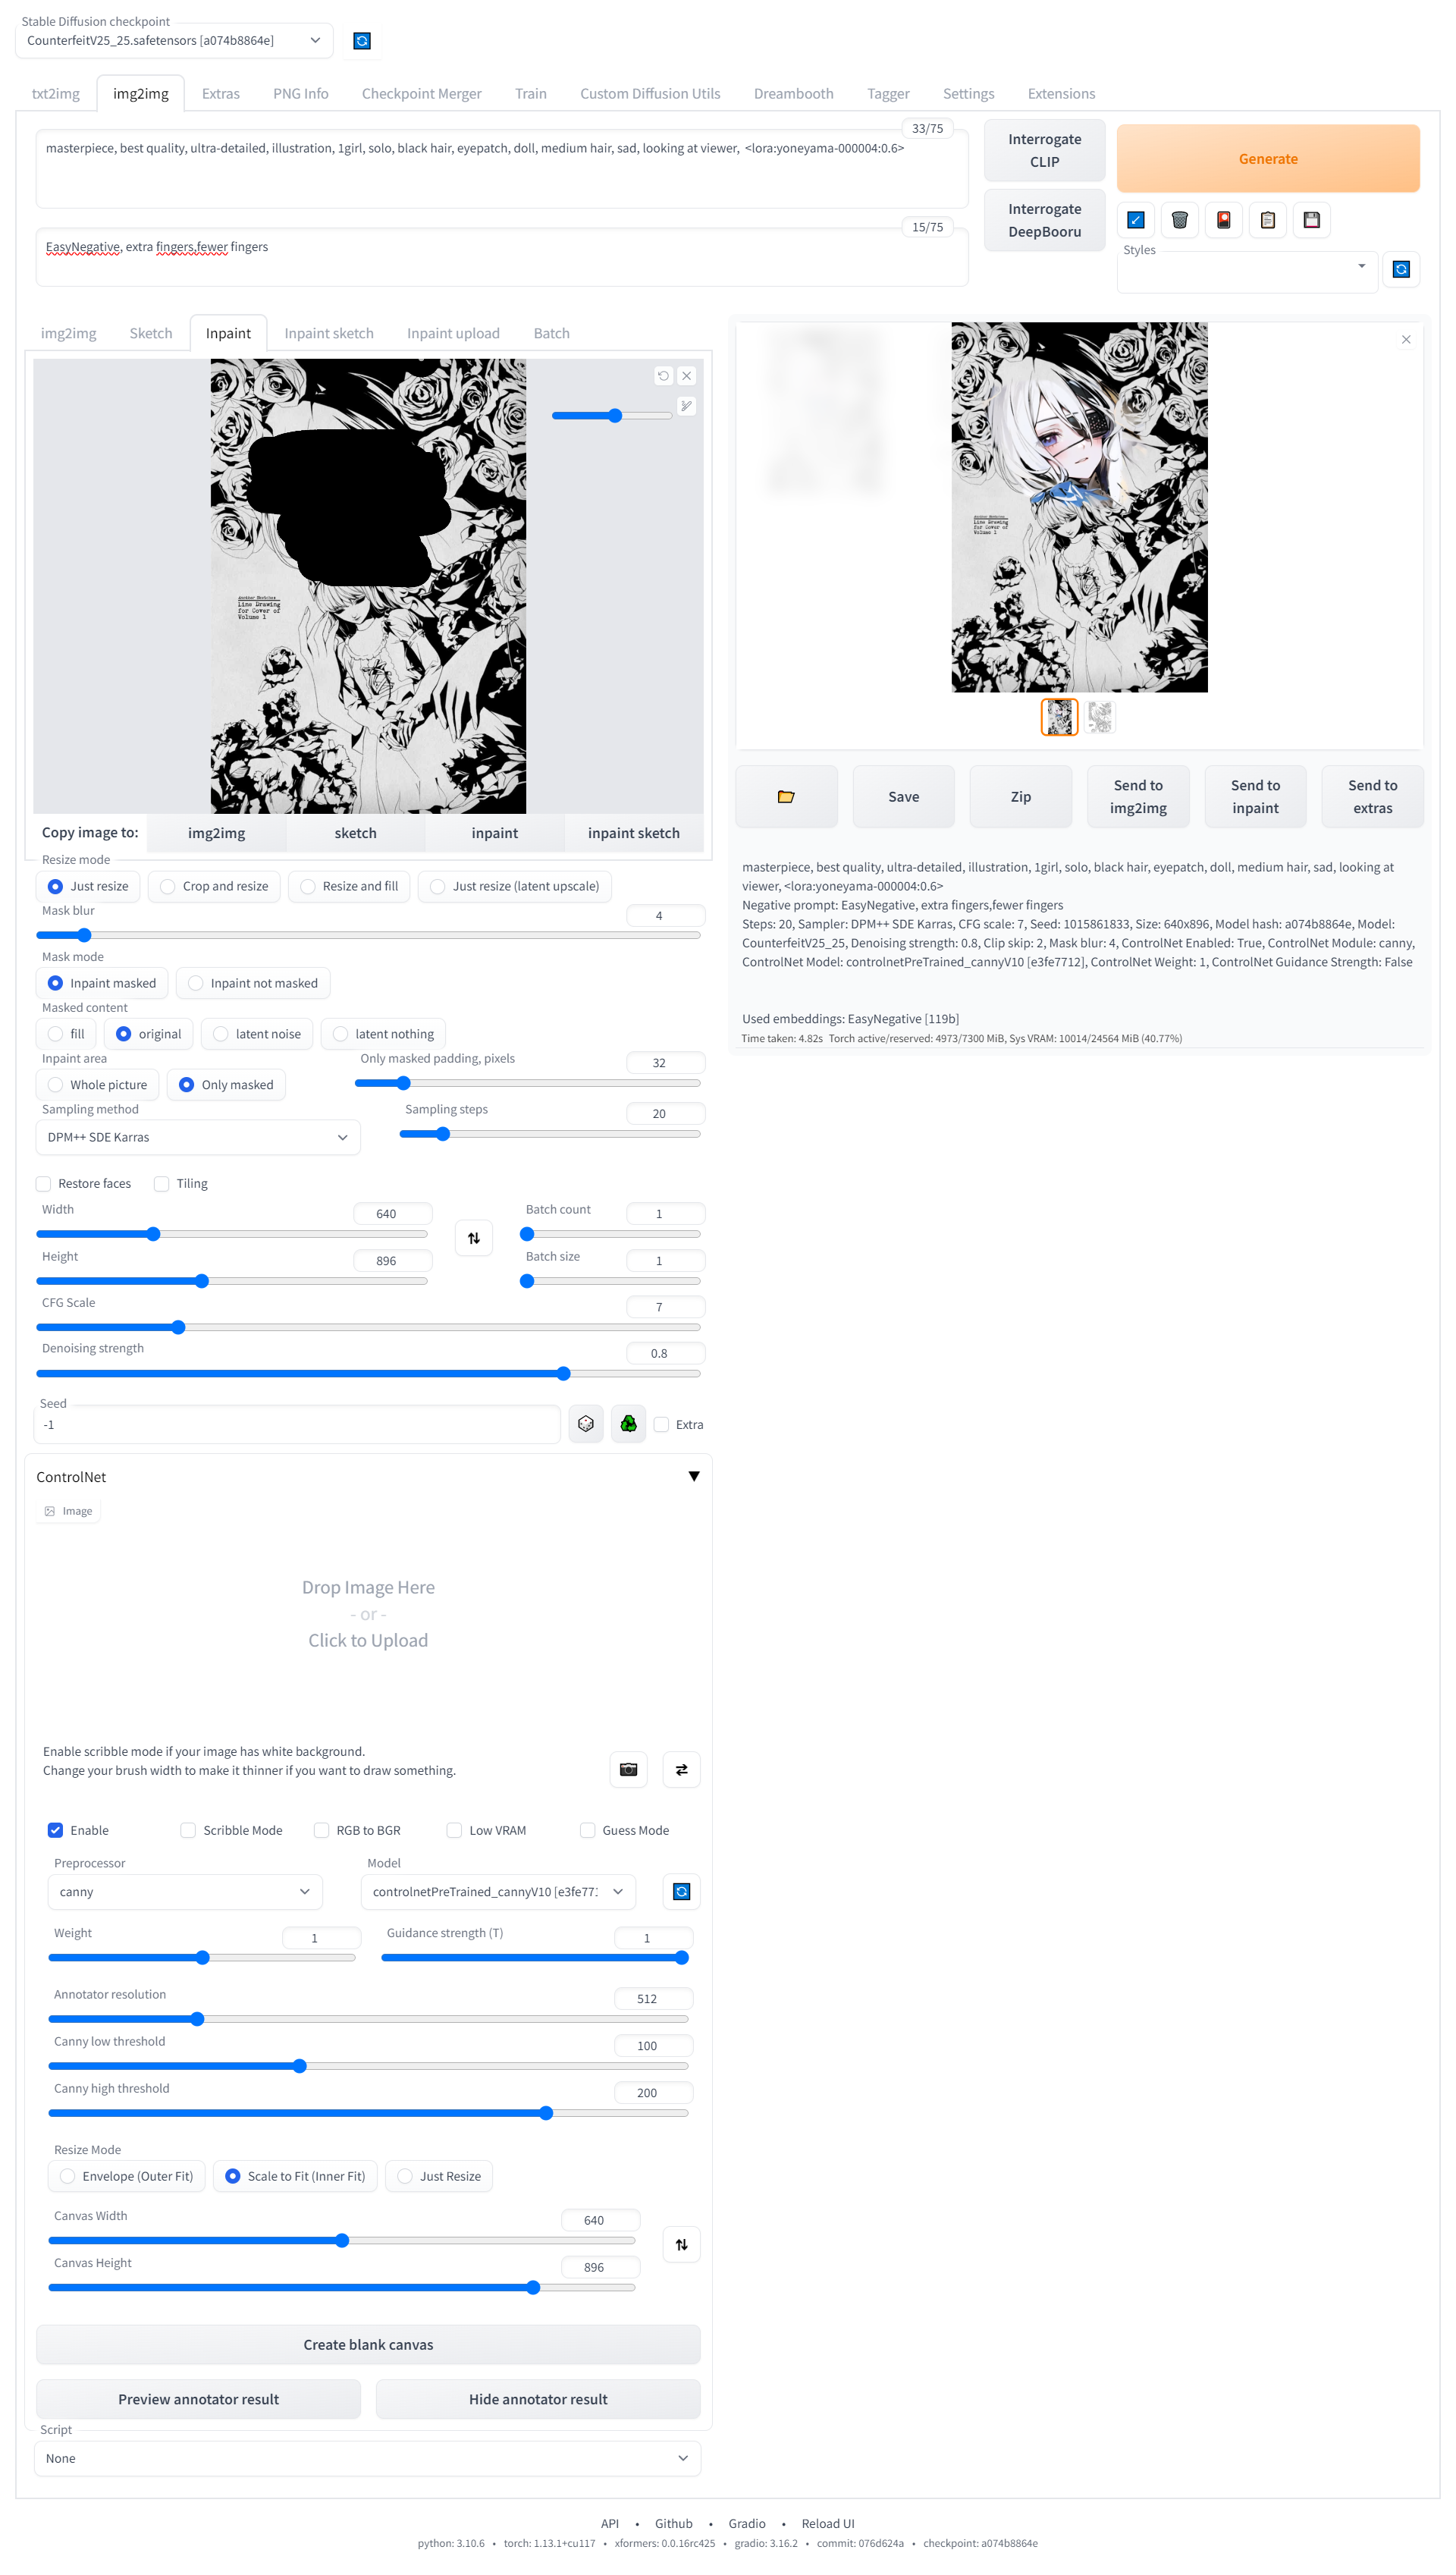 Stable Diffusion checkpoint
CounterfeitV25_25.safetensors [a074b8864e]
txt2img
img2img
Extras
PNG Info
Checkpoint Merger
Train
Custom Diffusion Utils
Dreambooth
Tagger
Settings
Extensions
33/75
masterpiece, best quality, ultra-detailed, illustration, 1girl, solo, black hair, eyepatch, doll, medium hair, sad, looking at viewer, <lora:yoneyama-000004:0.6>
15/75
EasyNegative, extra fingers,fewer fingers
Interrogate
CLIP
Interrogate
DeepBooru
Generate
Styles
img2img
Sketch
Inpaint
Inpaint sketch
Inpaint upload
Batch
another Sketches
Line Drawing
for Cover of
Volume 1
Copy image to:
img2img
sketch
inpaint
inpaint sketch
Resize mode
Just resize
Crop and resize
Resize and fill
Just resize (latent upscale)
Mask blur
4
Mask mode
Inpaint masked
Inpaint not masked
Masked content
fill
original
latent noise
latent nothing
Inpaint area
Whole picture
Only masked
Only masked padding, pixels
32
Sampling method
DPM++ SDE Karras
Sampling steps
20
Restore faces
Tiling
Width
640
Height
896
Batch count
1
Batch size
1
CFG Scale
7
Denoising strength
0.8
Seed
-1
Extra
ControlNet
▼
Image
Drop Image Here
- or -
Click to Upload
Enable scribble mode if your image has white background.
Change your brush width to make it thinner if you want to draw something.
Enable
Scribble Mode
RGB to BGR
Low VRAM
Guess Mode
Preprocessor
canny
Model
controlnetPreTrained_cannyV10 [e3fe771
Weight
1
Guidance strength (T)
1
Annotator resolution
512
Canny low threshold
100
Canny high threshold
200
Resize Mode
Envelope (Outer Fit)
Scale to Fit (Inner Fit)
Just Resize
Canvas Width
640
Canvas Height
896
Create blank canvas
Preview annotator result
Hide annotator result
Script
None
another Sketches
Line Drawing
for Cover of
Volume 1
Save
Zip
Send to
img2img
Send to
inpaint
Send to
extras
masterpiece, best quality, ultra-detailed, illustration, 1girl, solo, black hair, eyepatch, doll, medium hair, sad, looking at
viewer, <lora:yoneyama-000004:0.6>
Negative prompt: EasyNegative, extra fingers,fewer fingers
Steps: 20, Sampler: DPM++ SDE Karras, CFG scale: 7, Seed: 1015861833, Size: 640x896, Model hash: a074b8864e, Model:
CounterfeitV25_25, Denoising strength: 0.8, Clip skip: 2, Mask blur: 4, ControlNet Enabled: True, ControlNet Module: canny,
ControlNet Model: controlnetPreTrained_cannyV10 [e3fe7712], ControlNet Weight: 1, ControlNet Guidance Strength: False
Used embeddings: EasyNegative [119b]
Time taken: 4.82s Torch active/reserved: 4973/7300 MiB, Sys VRAM: 10014/24564 MiB (40.77%)
API • Github • Gradio • Reload UI
python: 3.10.6 • torch: 1.13.1+cu117 • xformers: 0.0.16rc425 • gradio: 3.16.2 • commit: 076d624a • checkpoint: a074b8864e